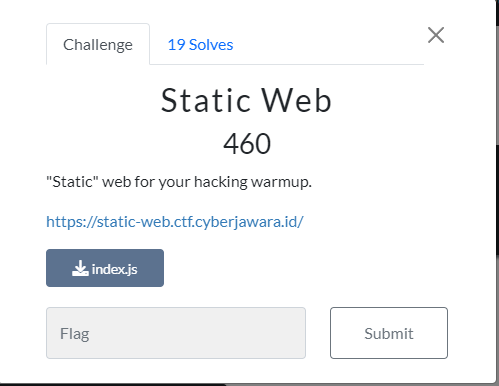 Challenge
19 Solves
Static Web
460
"Static" web for your hacking warmup.
https://static-web.ctf.cyberjawara.id/
index.js
Flag
Submit